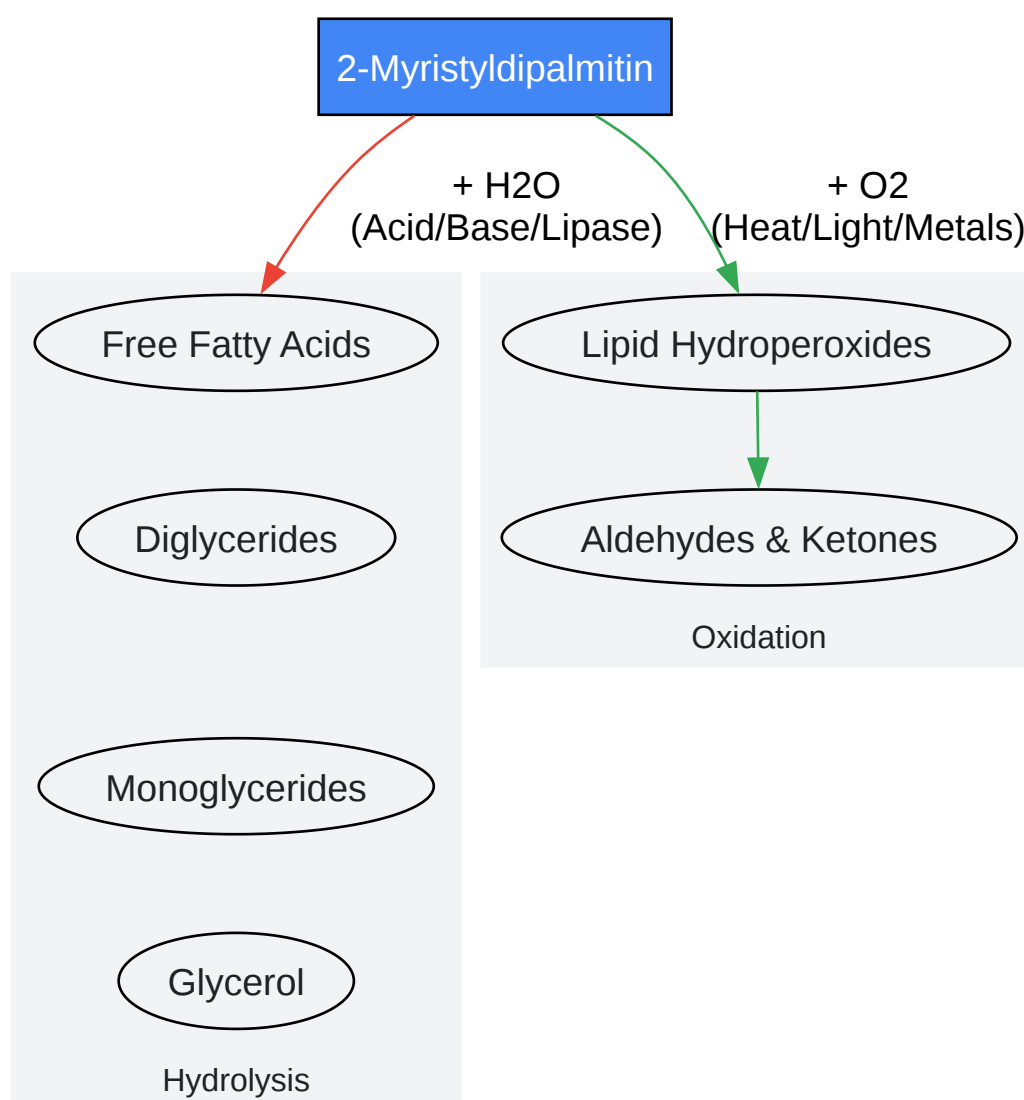 2-Myristyldipalmitin
+ H2O
(Acid/Base/Lipase)
+ O2
(Heat/Light/Metals)
Free Fatty Acids
Diglycerides
Monoglycerides
Glycerol
Hydrolysis
Lipid Hydroperoxides
Aldehydes & Ketones
Oxidation